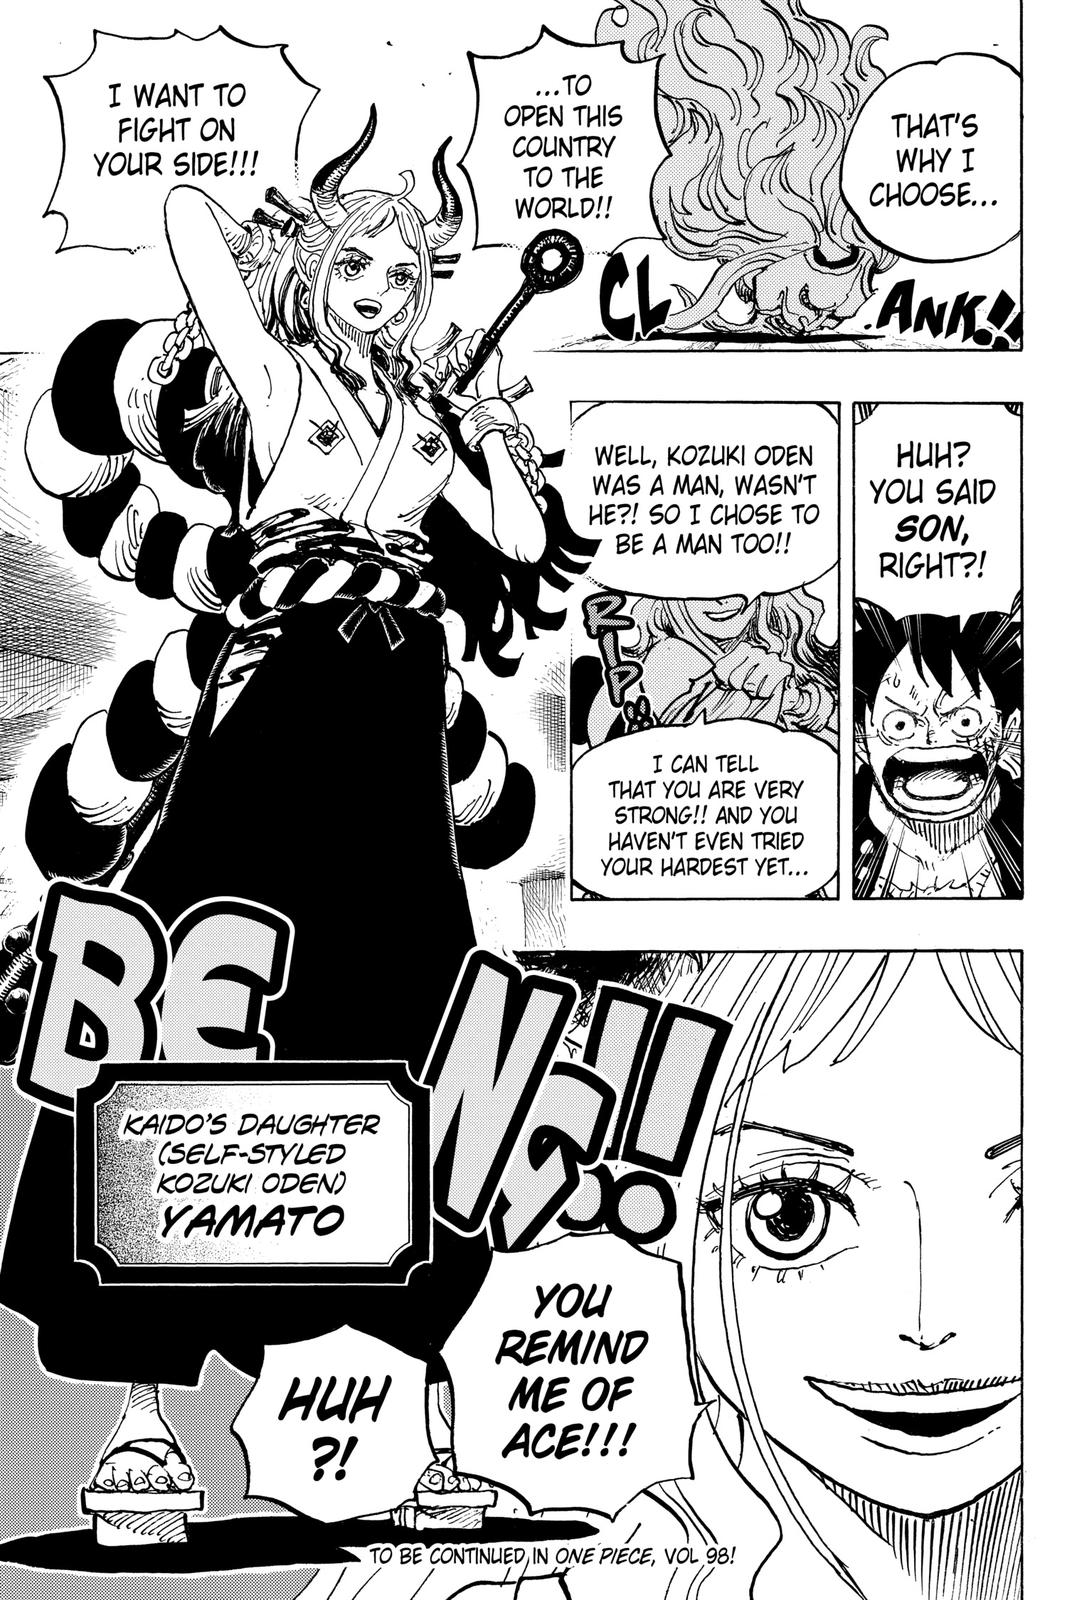 THAT'S
WHY I
CHOOSE...
...TO
OPEN THIS
COUNTRY
TO THE
WORLD!!
I WANT TO
FIGHT ON
YOUR SIDE!!!
CLANK!!
HUH?
YOU SAID
SON,
RIGHT?!
WELL, KOZUKI ODEN
WAS A MAN, WASN'T
HE?! SO I CHOSE TO
BE A MAN TOO!!
RIP!!
I CAN TELL
THAT YOU ARE VERY
STRONG!! AND YOU
HAVEN'T EVEN TRIED
YOUR HARDEST YET...
BENG!!
KAIDO'S DAUGHTER
(SELF-STYLED
KOZUKI ODEN)
YAMATO
YOU
REMIND
ME OF
ACE!!!
HUH
?!
TO BE CONTINUED IN ONE PIECE, VOL 98!